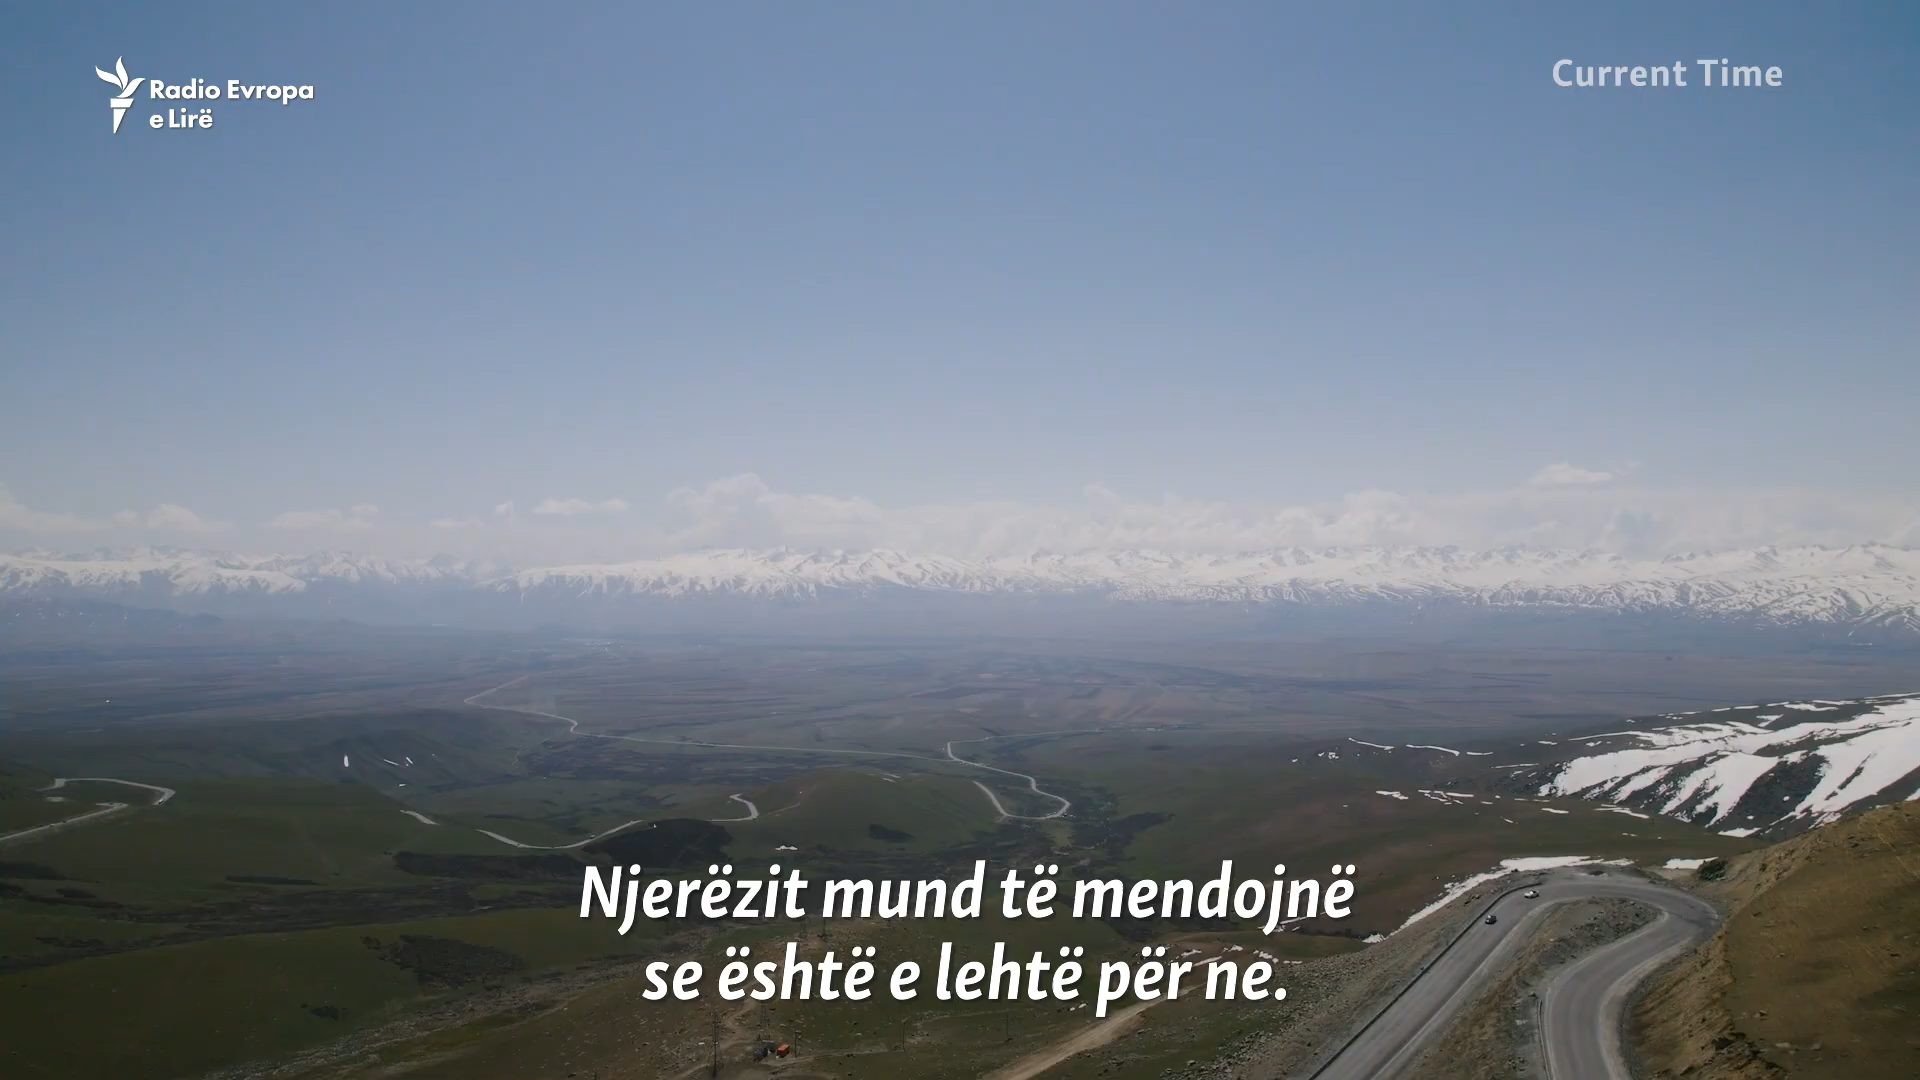 Radio Evropa
e Lirë
Current Time
Njerëzit mund të mendojnë
se është e lehtë për ne.